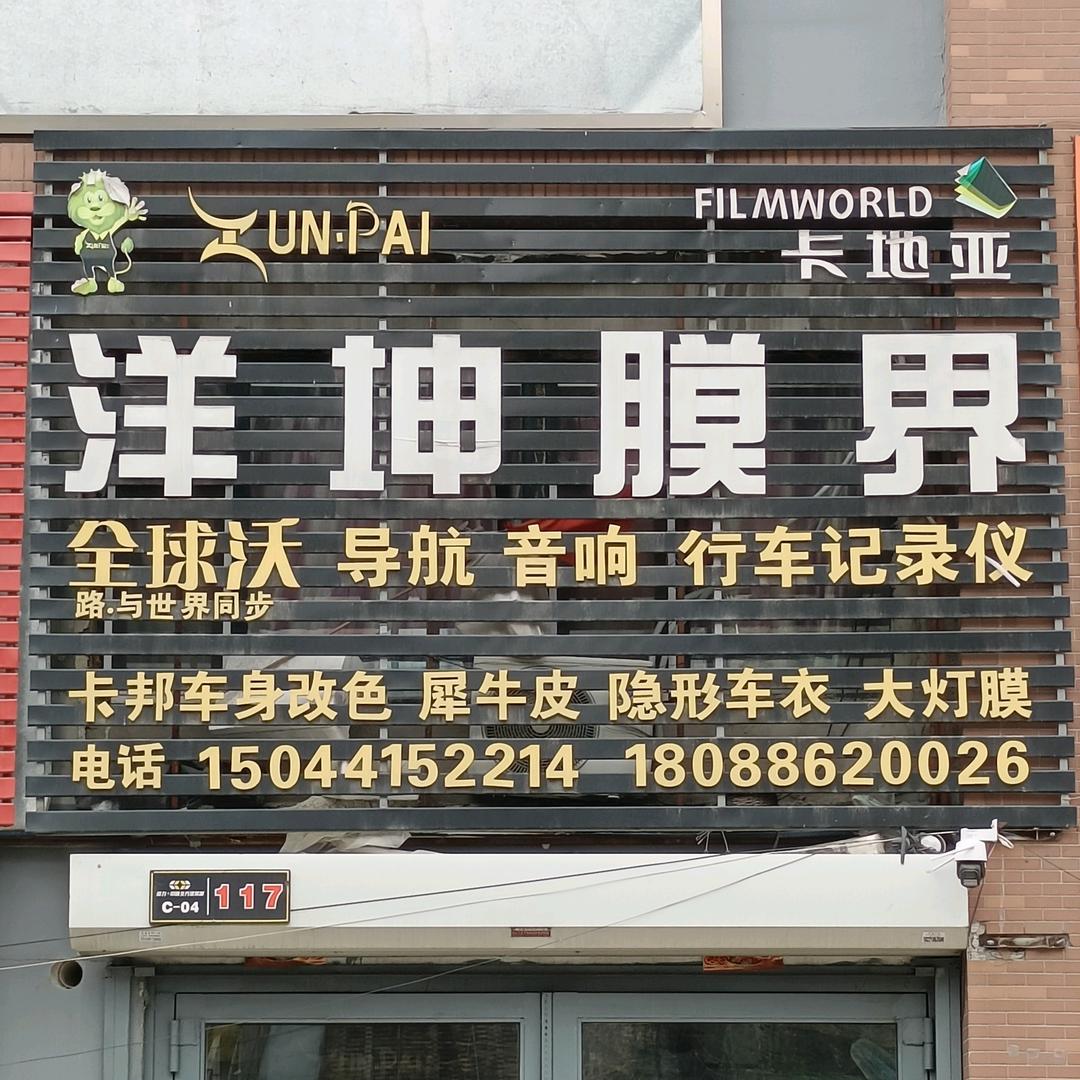 XUN·PAI
FILMWORLD
卡地亚
洋坤膜界
全球沃 导航 音响 行车记录仪
路·与世界同步
卡邦车身改色 犀牛皮 隐形车衣 大灯膜
电话 15044152214 18088620026
C-04 117